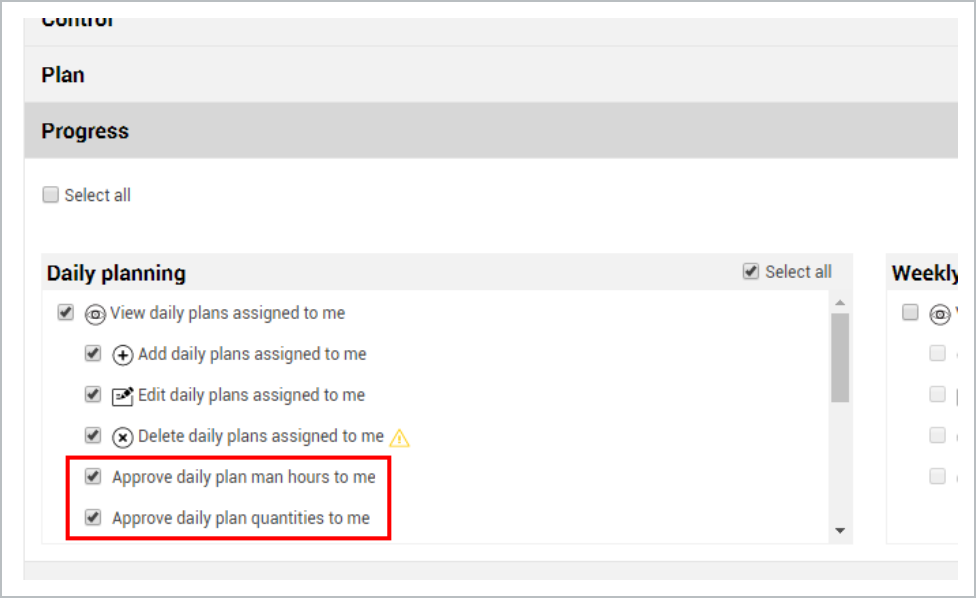 Control
Plan
Progress
Select all
Daily planning
Select all
View daily plans assigned to me
Add daily plans assigned to me
Edit daily plans assigned to me
Delete daily plans assigned to me
Approve daily plan man hours to me
Approve daily plan quantities to me
Weekly